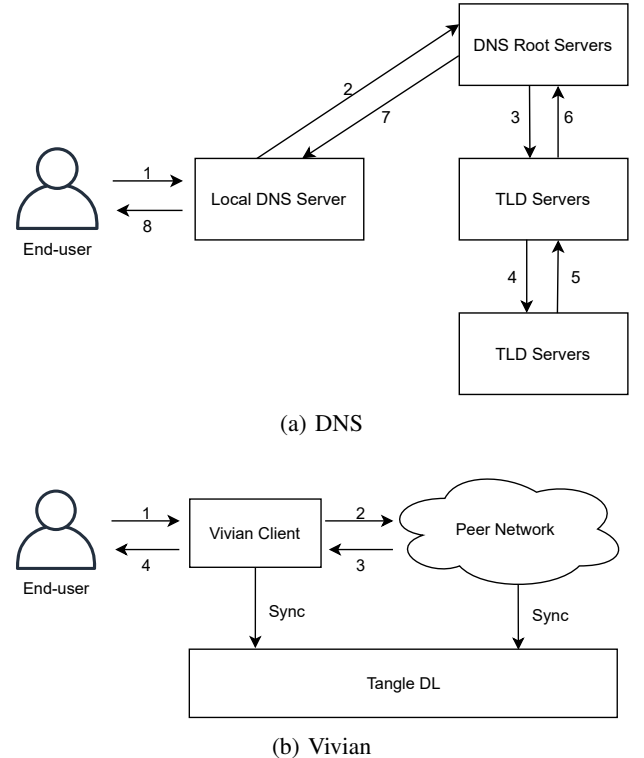 DNS Root Servers
2
7
3
6
1
Local DNS Server
TLD Servers
8
End-user
4
5
TLD Servers
(a) DNS
1
2
Vivian Client
Peer Network
4
3
End-user
Sync
Sync
Tangle DL
(b) Vivian